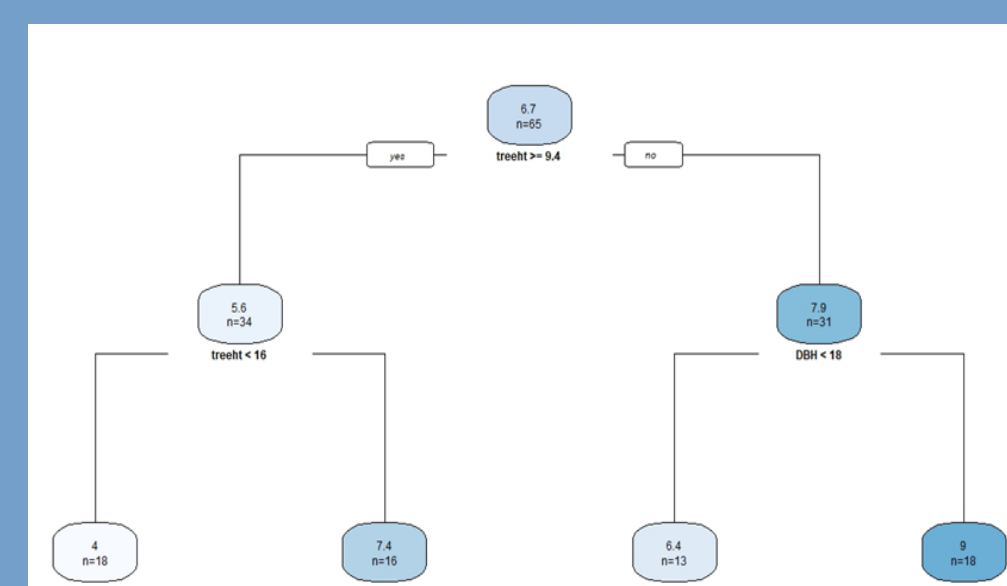 6.7
n=65
yes
treeht >= 9.4
no
5.6
n=34
treeht < 16
7.9
n=31
DBH < 18
4
n=18
7.4
n=16
6.4
n=13
9
n=18